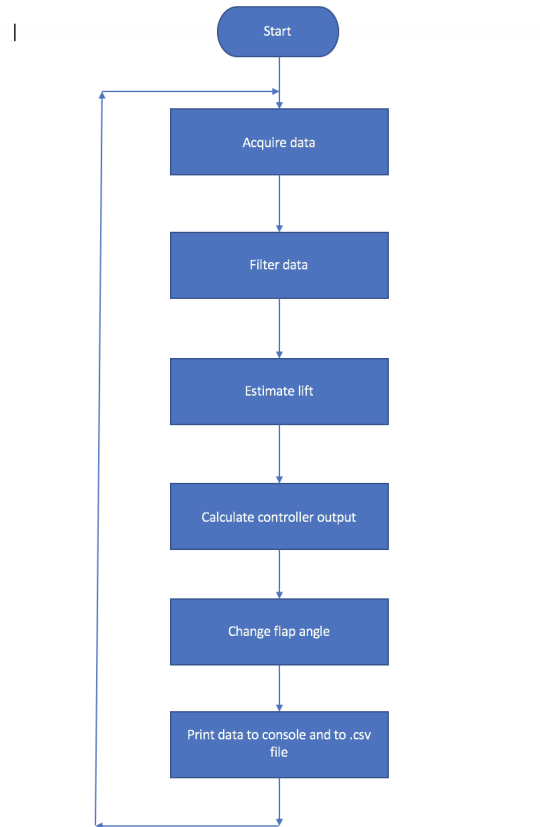 Start
Acquire data
Filter data
Estimate lift
Calculate controller output
Change flap angle
Print data to console and to .csv
file